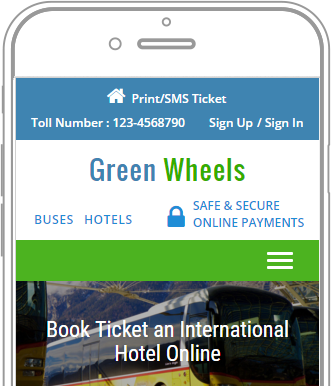 Print/SMS Ticket
Toll Number : 123-4568790 Sign Up / Sign In
Green Wheels
BUSES HOTELS
SAFE & SECURE
ONLINE PAYMENTS
Book Ticket an International
Hotel Online